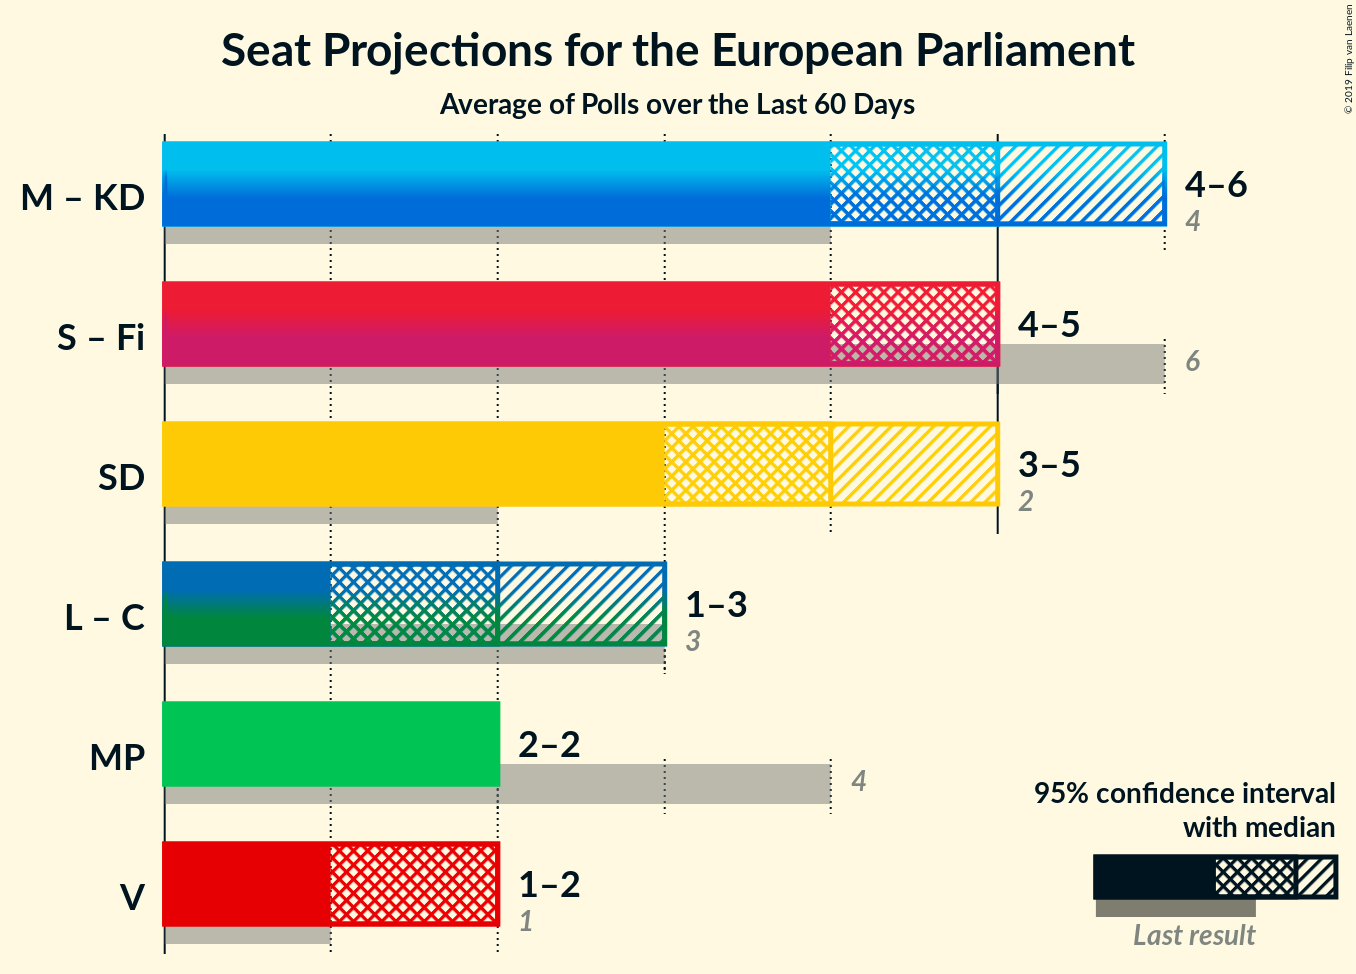 Seat Projections for the European Parliament
Average of Polls over the Last 60 Days
© 2019 Filip van Laenen
M – KD
4–6
4
S – Fi
4–5
6
SD
3–5
2
L – C
1–3
3
MP
2–2
4
V
1–2
1
95% confidence interval
with median
Last result